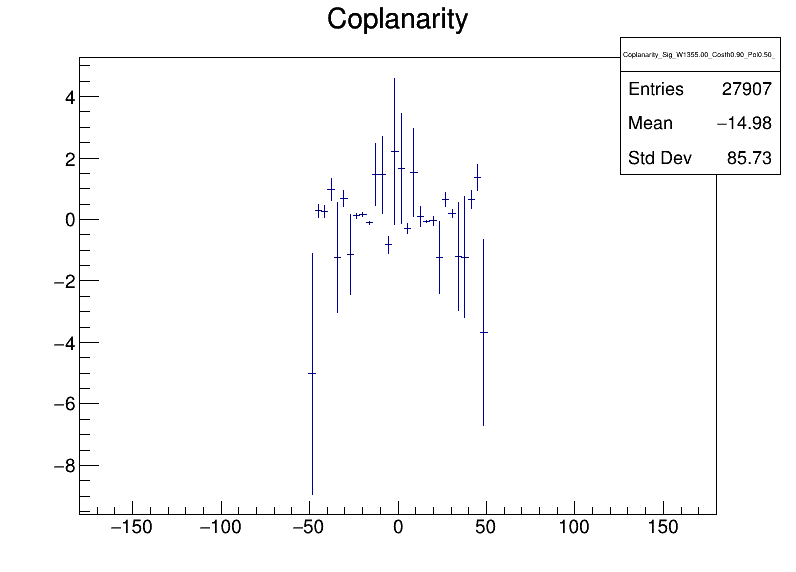 Coplanarity
Coplanarity_Sig_W1355.00_Costh0.90_Pol0.50_
Entries 27907
Mean −14.98
Std Dev 85.73
4
2
0
−2
−4
−6
−8
−150 −100 −50 0 50 100 150